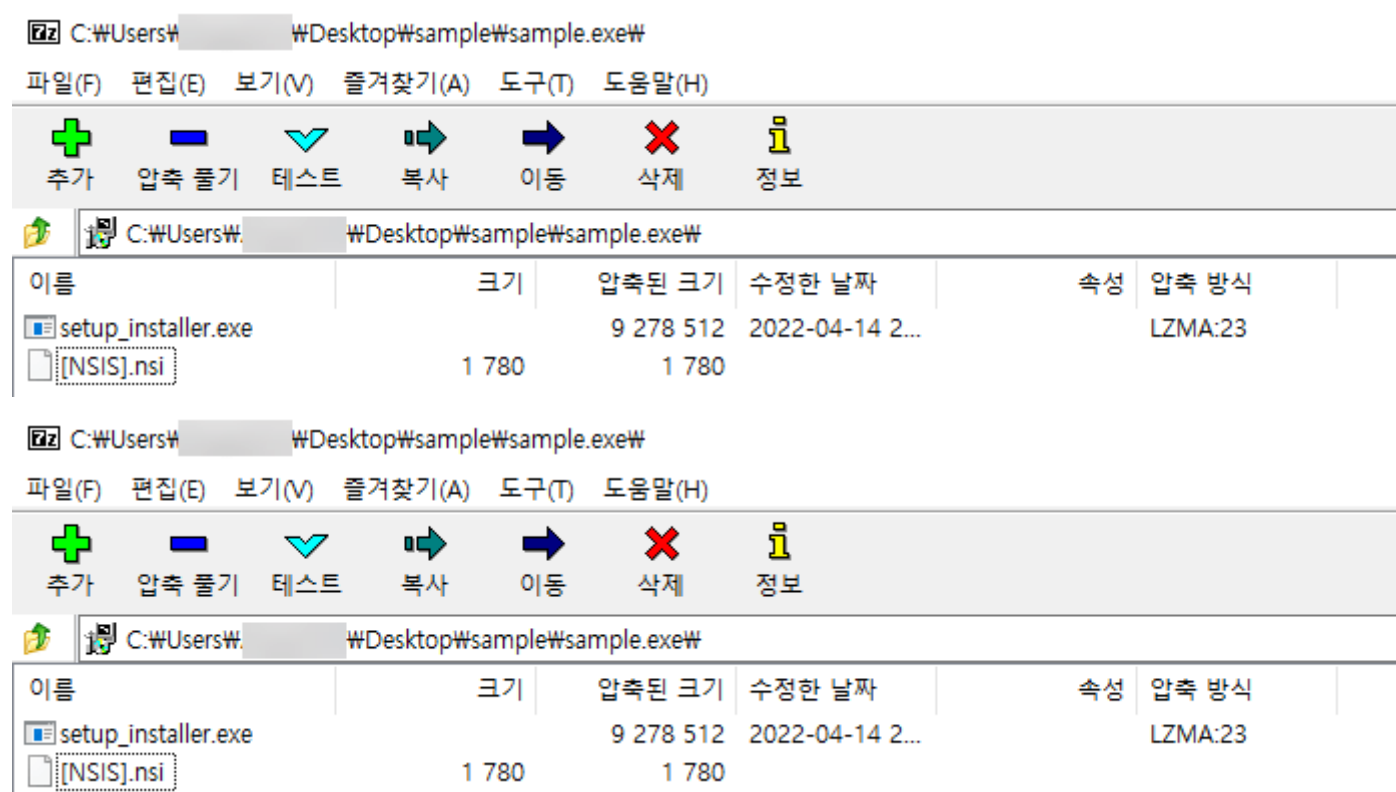 7z C:₩Users₩ ₩Desktop₩sample₩sample.exe₩
파일(F) 편집(E) 보기(V) 즐겨찾기(A) 도구(T) 도움말(H)
추가 압축 풀기 테스트 복사 이동 삭제 정보
C:₩Users₩. ₩Desktop₩sample₩sample.exe₩
이름 크기 압축된 크기 수정한 날짜 속성 압축 방식
setup_installer.exe 9 278 512 2022-04-14 2... LZMA:23
[NSIS].nsi 1 780 1 780
7z C:₩Users₩ ₩Desktop₩sample₩sample.exe₩
파일(F) 편집(E) 보기(V) 즐겨찾기(A) 도구(T) 도움말(H)
추가 압축 풀기 테스트 복사 이동 삭제 정보
C:₩Users₩. ₩Desktop₩sample₩sample.exe₩
이름 크기 압축된 크기 수정한 날짜 속성 압축 방식
setup_installer.exe 9 278 512 2022-04-14 2... LZMA:23
[NSIS].nsi 1 780 1 780